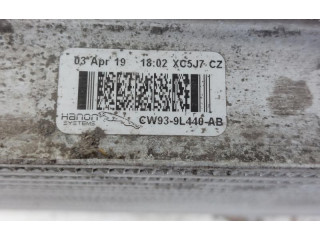 03 Apr 19 18:02 XC5J7 CZ
Hanon
SYSTEMS
CW93-9L440-AB